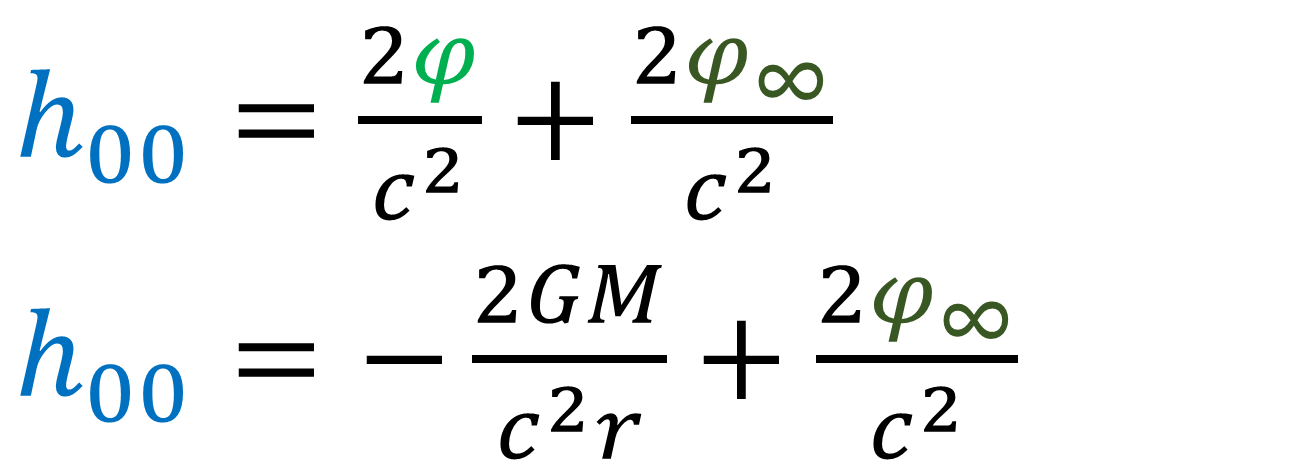 h₀₀ = 2φ/c² + 2φ∞/c²
h₀₀ = − 2GM/c²r + 2φ∞/c²